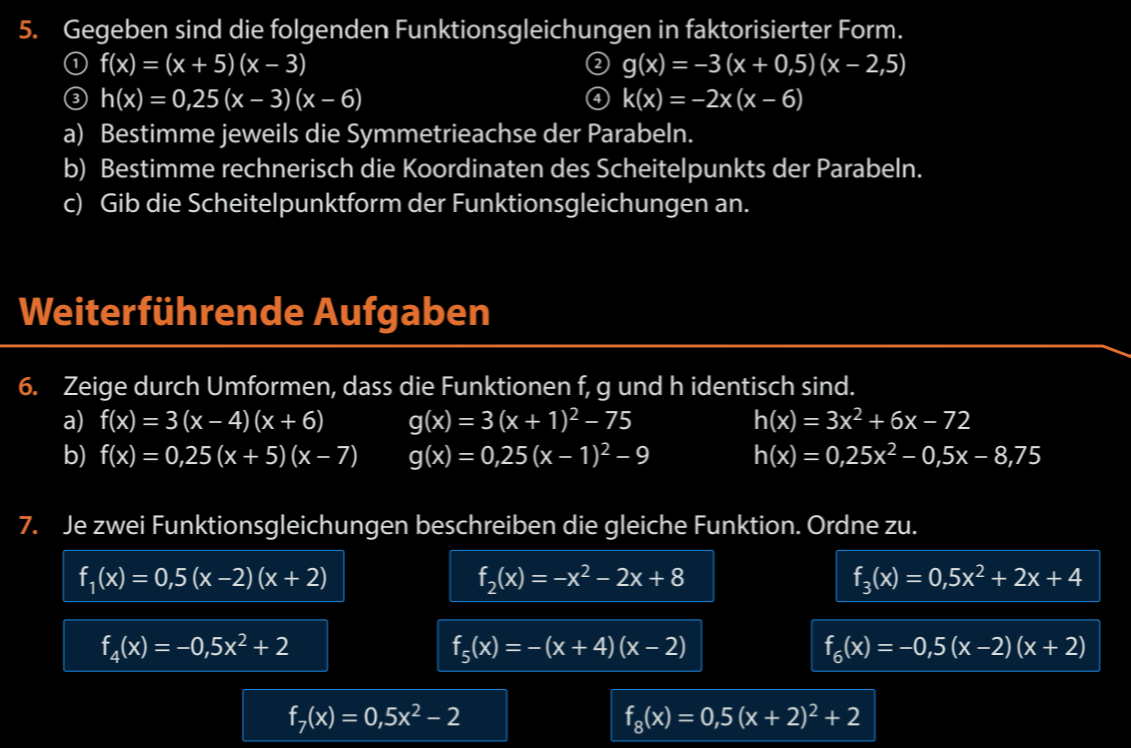 5. Gegeben sind die folgenden Funktionsgleichungen in faktorisierter Form.
① f(x) = (x + 5) (x – 3) ② g(x) = –3 (x + 0,5) (x – 2,5)
③ h(x) = 0,25 (x – 3) (x – 6) ④ k(x) = –2x (x – 6)
a) Bestimme jeweils die Symmetrieachse der Parabeln.
b) Bestimme rechnerisch die Koordinaten des Scheitelpunkts der Parabeln.
c) Gib die Scheitelpunktform der Funktionsgleichungen an.
Weiterführende Aufgaben
6. Zeige durch Umformen, dass die Funktionen f, g und h identisch sind.
a) f(x) = 3 (x – 4) (x + 6) g(x) = 3 (x + 1)² – 75 h(x) = 3x² + 6x – 72
b) f(x) = 0,25 (x + 5) (x – 7) g(x) = 0,25 (x – 1)² – 9 h(x) = 0,25x² – 0,5x – 8,75
7. Je zwei Funktionsgleichungen beschreiben die gleiche Funktion. Ordne zu.
f₁(x) = 0,5 (x –2) (x + 2) f₂(x) = –x² – 2x + 8 f₃(x) = 0,5x² + 2x + 4
f₄(x) = –0,5x² + 2 f₅(x) = – (x + 4) (x – 2) f₆(x) = –0,5 (x –2) (x + 2)
f₇(x) = 0,5x² – 2 f₈(x) = 0,5 (x + 2)² + 2